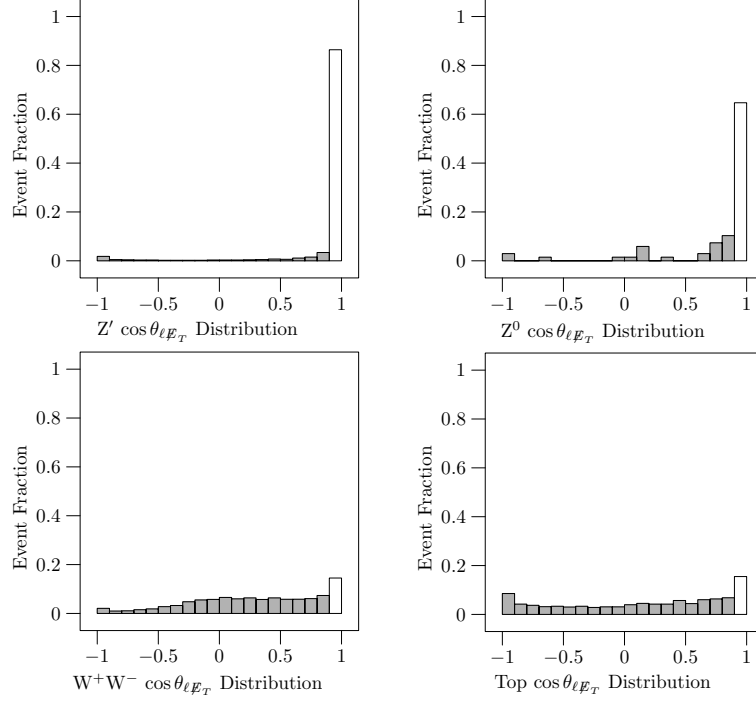 1
0.8
0.6
0.4
0.2
0
Event Fraction
−1 −0.5 0 0.5 1
Z′ cos θℓE̸T Distribution
1
0.8
0.6
0.4
0.2
0
Event Fraction
−1 −0.5 0 0.5 1
Z⁰ cos θℓE̸T Distribution
1
0.8
0.6
0.4
0.2
0
Event Fraction
−1 −0.5 0 0.5 1
W⁺W⁻ cos θℓE̸T Distribution
1
0.8
0.6
0.4
0.2
0
Event Fraction
−1 −0.5 0 0.5 1
Top cos θℓE̸T Distribution